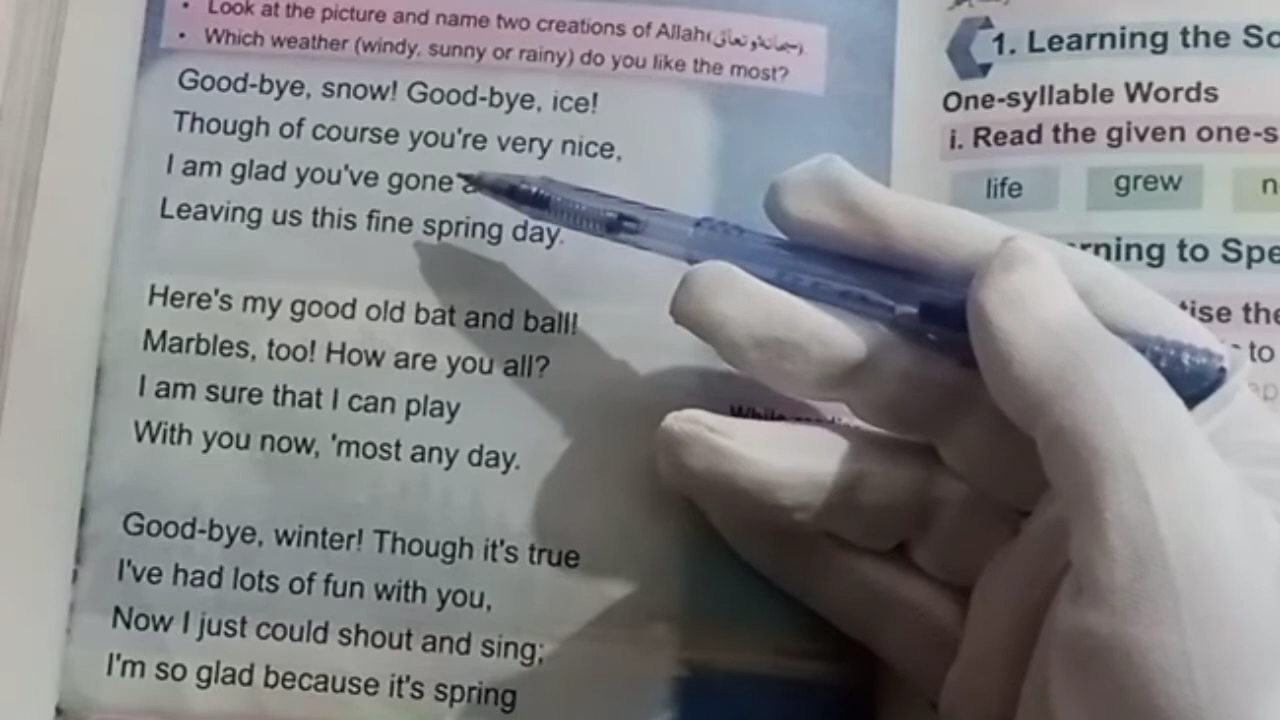 • Look at the picture and name two creations of Allah
• Which weather (windy, sunny or rainy) do you like the most?
Good-bye, snow! Good-bye, ice!
Though of course you're very nice,
I am glad you've gone
Leaving us this fine spring day.
Here's my good old bat and ball!
Marbles, too! How are you all?
I am sure that I can play
With you now, 'most any day.
Good-bye, winter! Though it's true
I've had lots of fun with you,
Now I just could shout and sing;
I'm so glad because it's spring
1. Learning the
One-syllable Words
i. Read the given
life grew
to